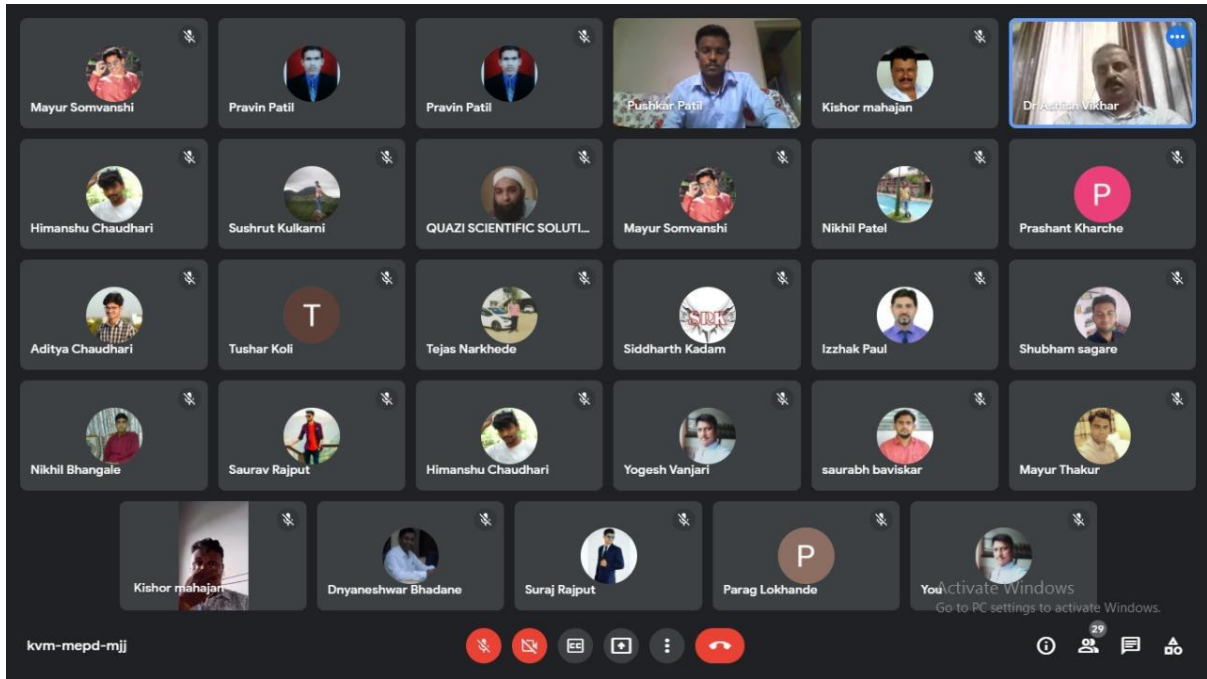 Mayur Somvanshi
Pravin Patil
Pravin Patil
Pushkar Patil
Kishor mahajan
Dr Ashish Vikhar
Himanshu Chaudhari
Sushrut Kulkarni
QUAZI SCIENTIFIC SOLUTI...
Mayur Somvanshi
Nikhil Patel
P
Prashant Kharche
Aditya Chaudhari
T
Tushar Koli
Tejas Narkhede
SRK
Siddharth Kadam
Izzhak Paul
Shubham sagare
Nikhil Bhangale
Saurav Rajput
Himanshu Chaudhari
Yogesh Vanjari
saurabh baviskar
Mayur Thakur
Kishor mahajan
Dnyaneshwar Bhadane
Suraj Rajput
P
Parag Lokhande
You
Activate Windows
Go to PC settings to activate Windows.
kvm-mepd-mjj
CC
29